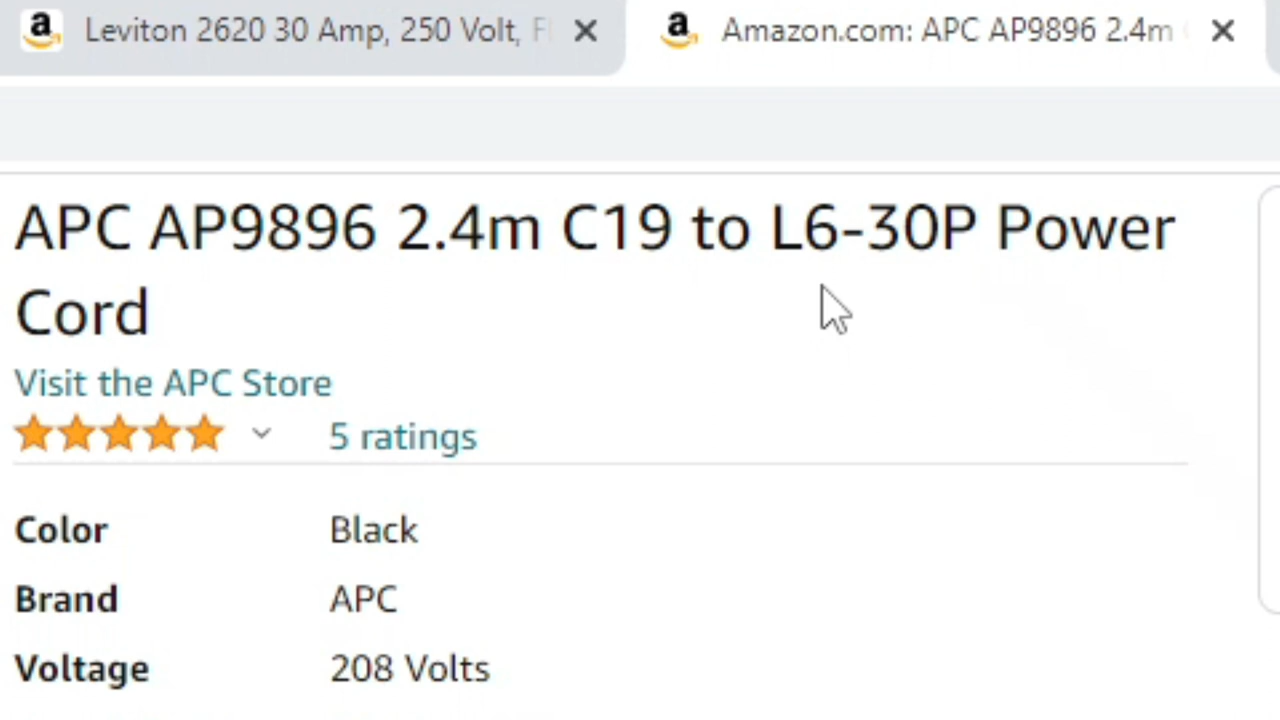 Leviton 2620 30 Amp, 250 Volt,
Amazon.com: APC AP9896 2.4m
APC AP9896 2.4m C19 to L6-30P Power
Cord
Visit the APC Store
5 ratings
Color Black
Brand APC
Voltage 208 Volts